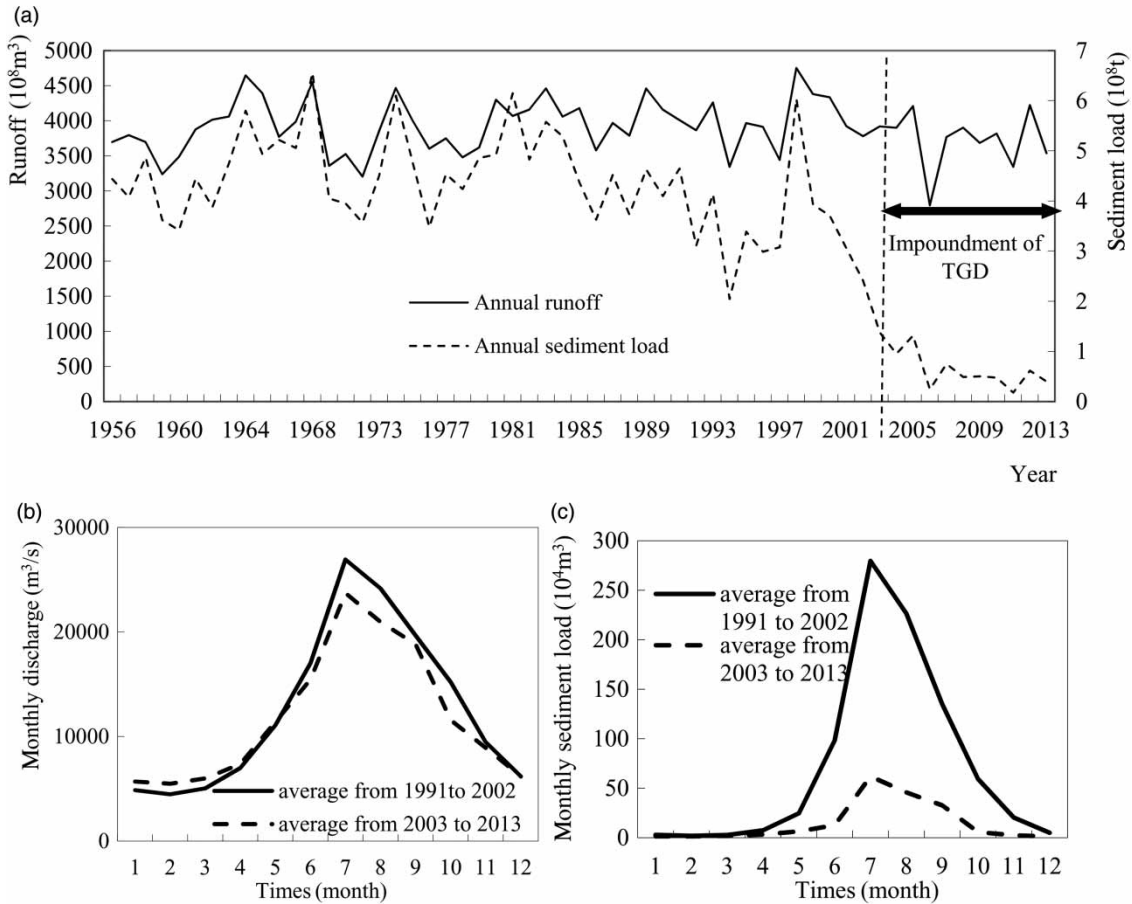 (a)
Runoff (10⁸m³)
5000
4500
4000
3500
3000
2500
2000
1500
1000
500
0
7
6
5
4
3
2
1
0
Sediment load (10⁸t)
Impoundment of
TGD
Annual runoff
Annual sediment load
1956 1960 1964 1968 1973 1977 1981 1985 1989 1993 1997 2001 2005 2009 2013
Year
(b)
Monthly discharge (m³/s)
30000
20000
10000
0
average from 1991to 2002
average from 2003 to 2013
1 2 3 4 5 6 7 8 9 10 11 12
Times (month)
(c)
Monthly sediment load (10⁴m³)
300
250
200
150
100
50
0
average from
1991 to 2002
average from
2003 to 2013
1 2 3 4 5 6 7 8 9 10 11 12
Times (month)